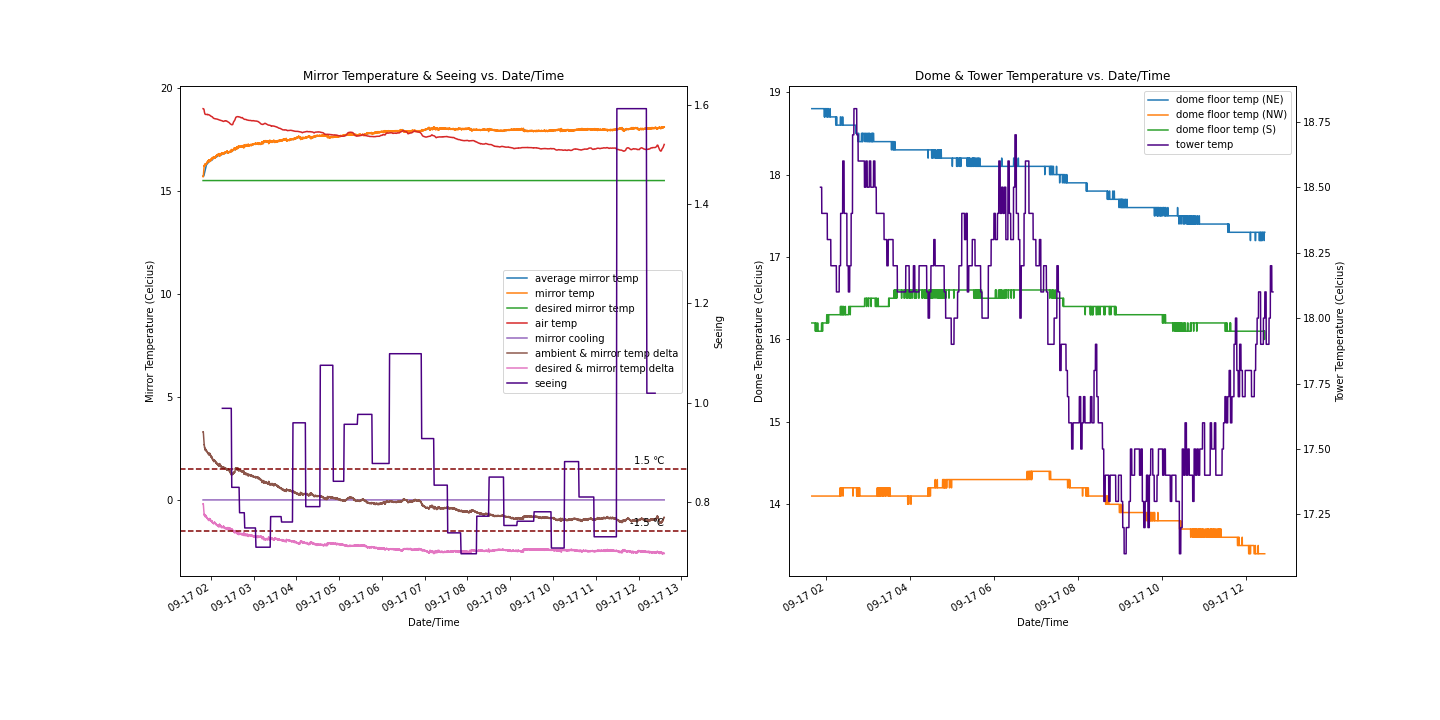 Mirror Temperature & Seeing vs. Date/Time
20
15
10
5
0
Mirror Temperature (Celcius)
1.6
1.4
1.2
1.0
0.8
Seeing
average mirror temp
mirror temp
desired mirror temp
air temp
mirror cooling
ambient & mirror temp delta
desired & mirror temp delta
seeing
1.5 °C
-1.5 °C
09-17 02
09-17 03
09-17 04
09-17 05
09-17 06
09-17 07
09-17 08
09-17 09
09-17 10
09-17 11
09-17 12
09-17 13
Date/Time
Dome & Tower Temperature vs. Date/Time
19
18
17
16
15
14
Dome Temperature (Celcius)
dome floor temp (NE)
dome floor temp (NW)
dome floor temp (S)
tower temp
18.75
18.50
18.25
18.00
17.75
17.50
17.25
Tower Temperature (Celcius)
09-17 02
09-17 04
09-17 06
09-17 08
09-17 10
09-17 12
Date/Time